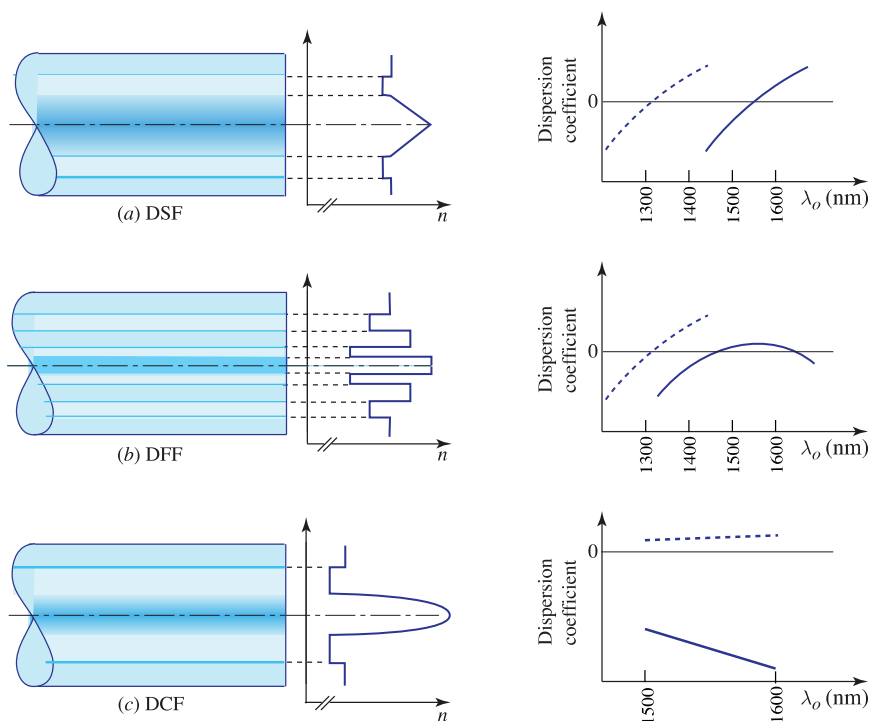 Dispersion
coefficient
0
1300
1400
1500
1600
λo (nm)
n
(a) DSF
Dispersion
coefficient
0
1300
1400
1500
1600
λo (nm)
n
(b) DFF
Dispersion
coefficient
0
1500
1600
λo (nm)
n
(c) DCF